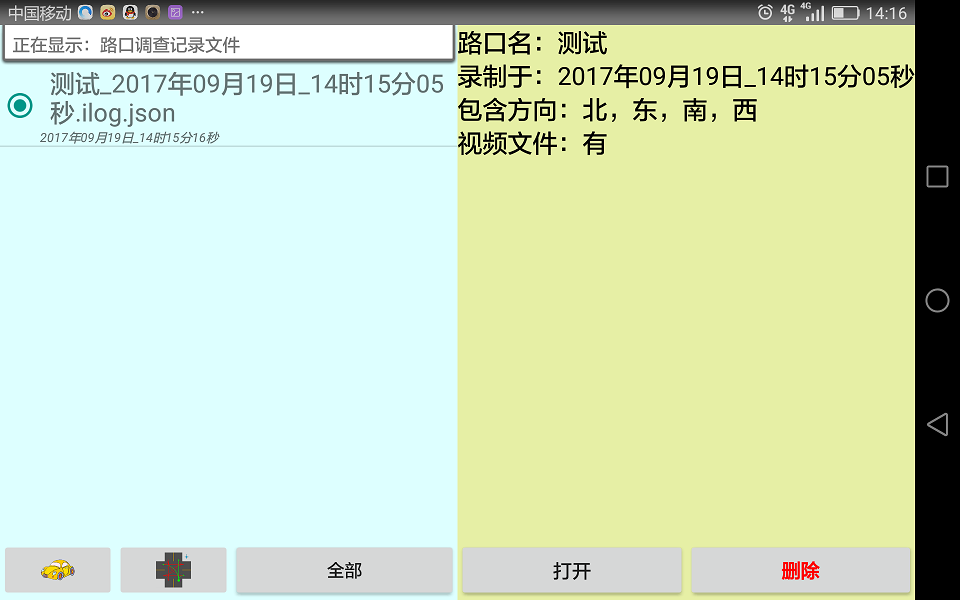 中国移动 ··· 4G 4G 14:16
正在显示：路口调查记录文件
测试_2017年09月19日_14时15分05
秒.ilog.json
2017年09月19日_14时15分16秒
全部
路口名：测试
录制于：2017年09月19日_14时15分05秒
包含方向：北，东，南，西
视频文件：有
打开
删除